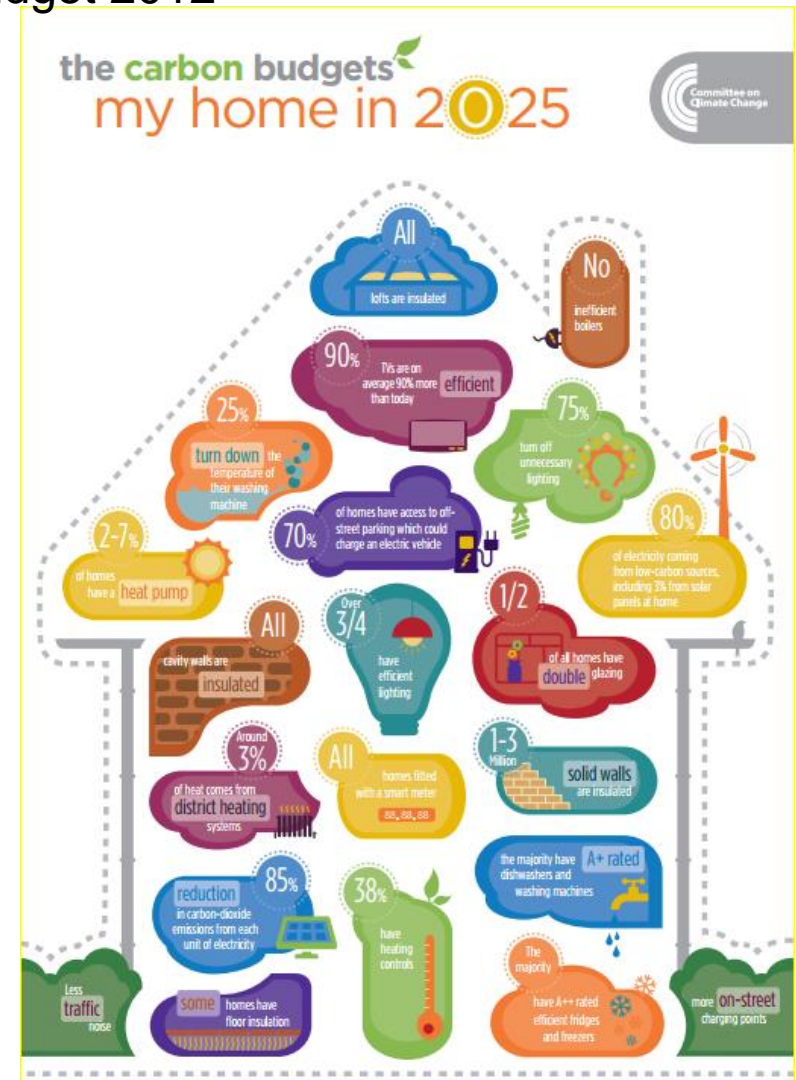 2012
the carbon budgets
my home in 2025
Committee on
Climate Change
All
lofts are insulated
No
inefficient
boilers
90%
TVs are on
average 90% more efficient
than today
25%
turn down the
temperature of
their washing
machine
75%
turn off
unnecessary
lighting
70%
of homes have access to off-
street parking which could
charge an electric vehicle
80%
of electricity coming
from low-carbon sources,
including 3% from solar
panels at home
2-7%
of homes
have a heat pump
All
cavity walls are
insulated
Over
3/4
have
efficient
lighting
1/2
of all homes have
double glazing
Around
3%
of heat comes from
district heating
systems
All
homes fitted
with a smart meter
88.88.88
1-3
Million
solid walls
are insulated
85%
reduction
in carbon-dioxide
emissions from each
unit of electricity
38%
have
heating
controls
the majority have A+ rated
dishwashers and
washing machines
The
majority
have A++ rated
efficient fridges
and freezers
Less
traffic
noise
some homes have
floor insulation
more on-street
charging points